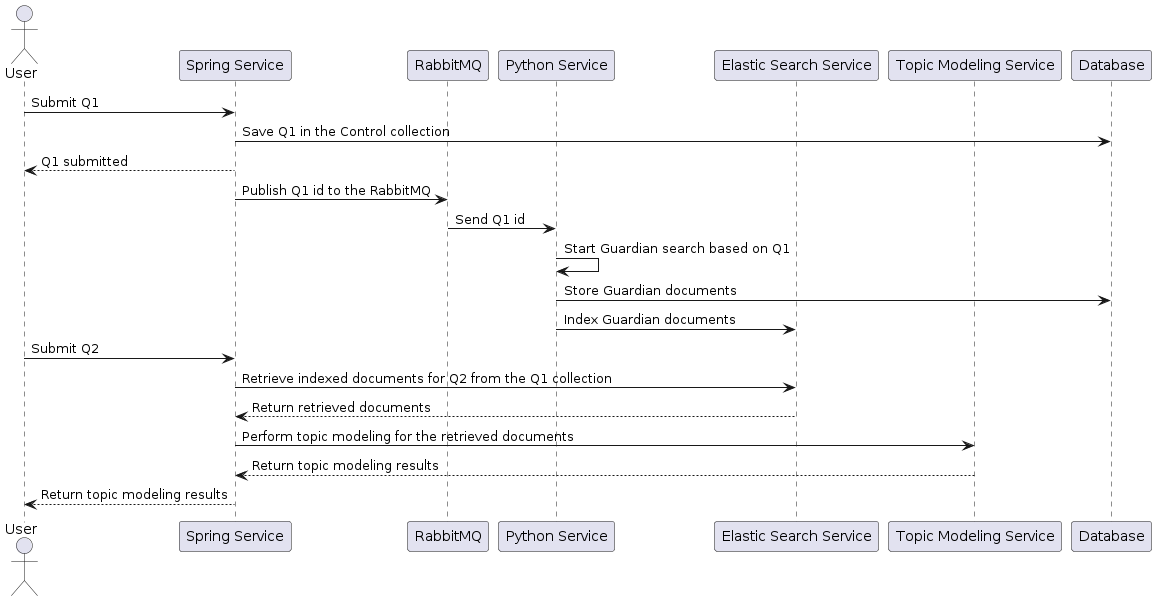 User
Spring Service
RabbitMQ
Python Service
Elastic Search Service
Topic Modeling Service
Database
Submit Q1
Save Q1 in the Control collection
Q1 submitted
Publish Q1 id to the RabbitMQ
Send Q1 id
Start Guardian search based on Q1
Store Guardian documents
Index Guardian documents
Submit Q2
Retrieve indexed documents for Q2 from the Q1 collection
Return retrieved documents
Perform topic modeling for the retrieved documents
Return topic modeling results
Return topic modeling results
User
Spring Service
RabbitMQ
Python Service
Elastic Search Service
Topic Modeling Service
Database